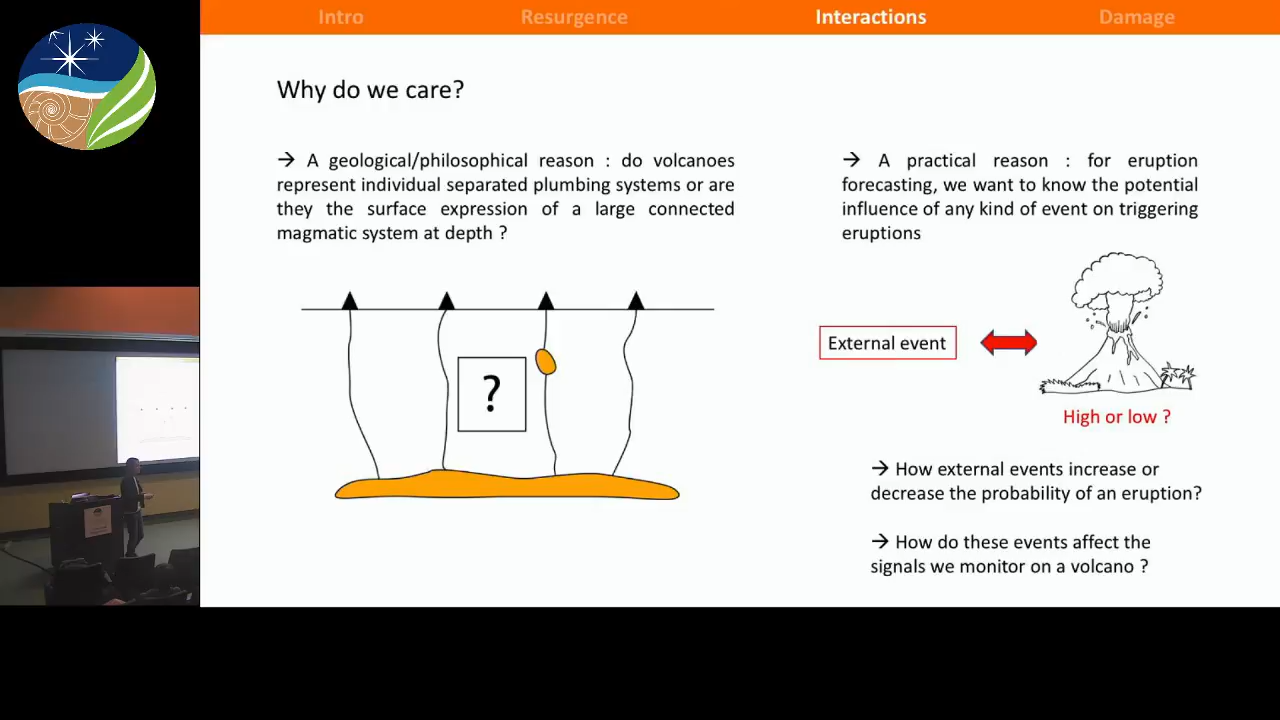 Intro Resurgence Interactions Damage
Why do we care?
→ A geological/philosophical reason : do volcanoes
represent individual separated plumbing systems or are
they the surface expression of a large connected
magmatic system at depth ?
?
→ A practical reason : for eruption
forecasting, we want to know the potential
influence of any kind of event on triggering
eruptions
External event
High or low ?
→ How external events increase or
decrease the probability of an eruption?
→ How do these events affect the
signals we monitor on a volcano ?